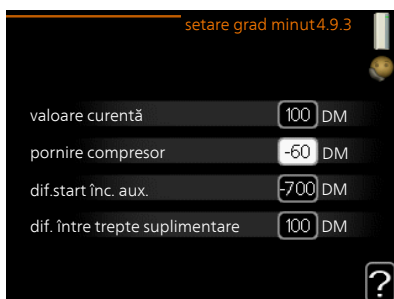 setare grad minut 4.9.3
valoare curentă 100 DM
pornire compresor -60 DM
dif.start înc. aux. -700 DM
dif. între trepte suplimentare 100 DM
?